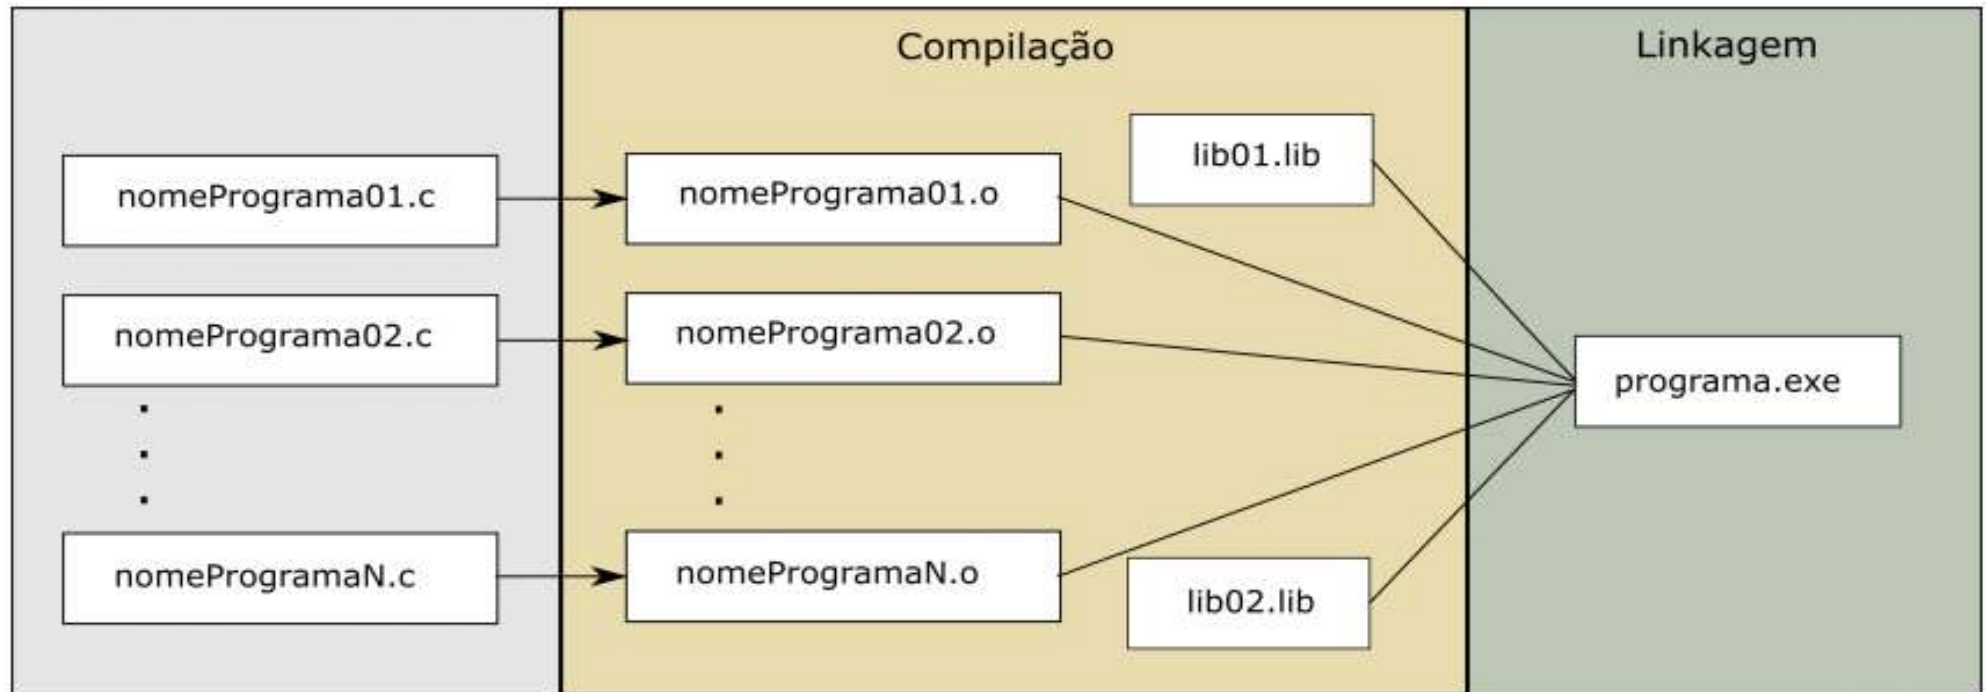 Compilação
Linkagem
lib01.lib
nomePrograma01.c
nomePrograma01.o
nomePrograma02.c
nomePrograma02.o
programa.exe
nomeProgramaN.c
nomeProgramaN.o
lib02.lib